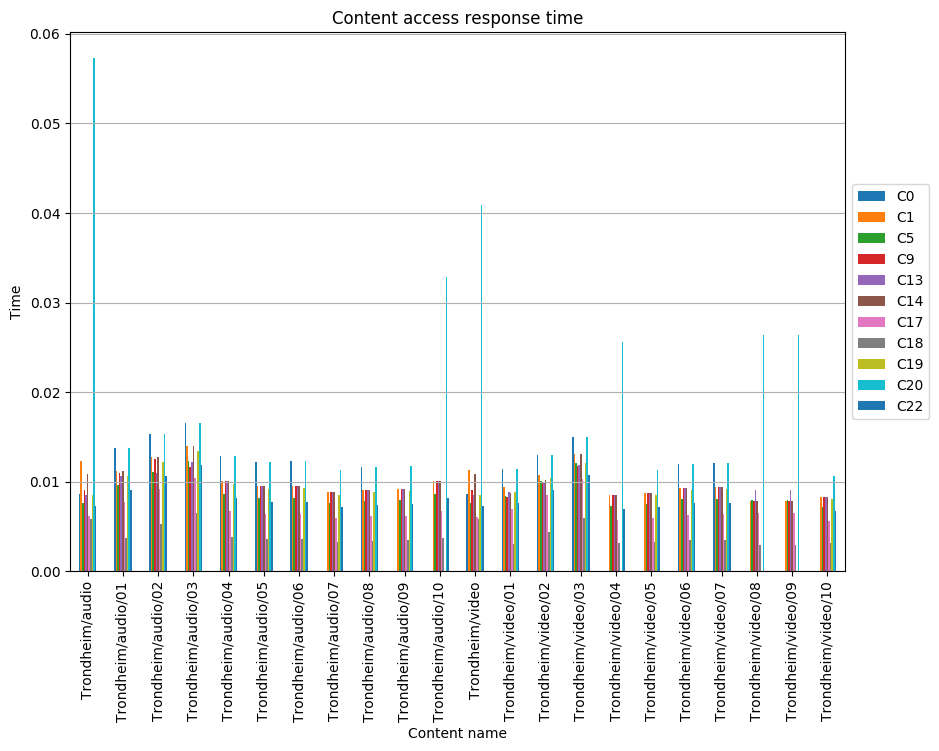 Content access response time
0.06
0.05
0.04
0.03
0.02
0.01
0.00
Time
C0
C1
C5
C9
C13
C14
C17
C18
C19
C20
C22
Trondheim/audio
Trondheim/audio/01
Trondheim/audio/02
Trondheim/audio/03
Trondheim/audio/04
Trondheim/audio/05
Trondheim/audio/06
Trondheim/audio/07
Trondheim/audio/08
Trondheim/audio/09
Trondheim/audio/10
Trondheim/video
Trondheim/video/01
Trondheim/video/02
Trondheim/video/03
Trondheim/video/04
Trondheim/video/05
Trondheim/video/06
Trondheim/video/07
Trondheim/video/08
Trondheim/video/09
Trondheim/video/10
Content name